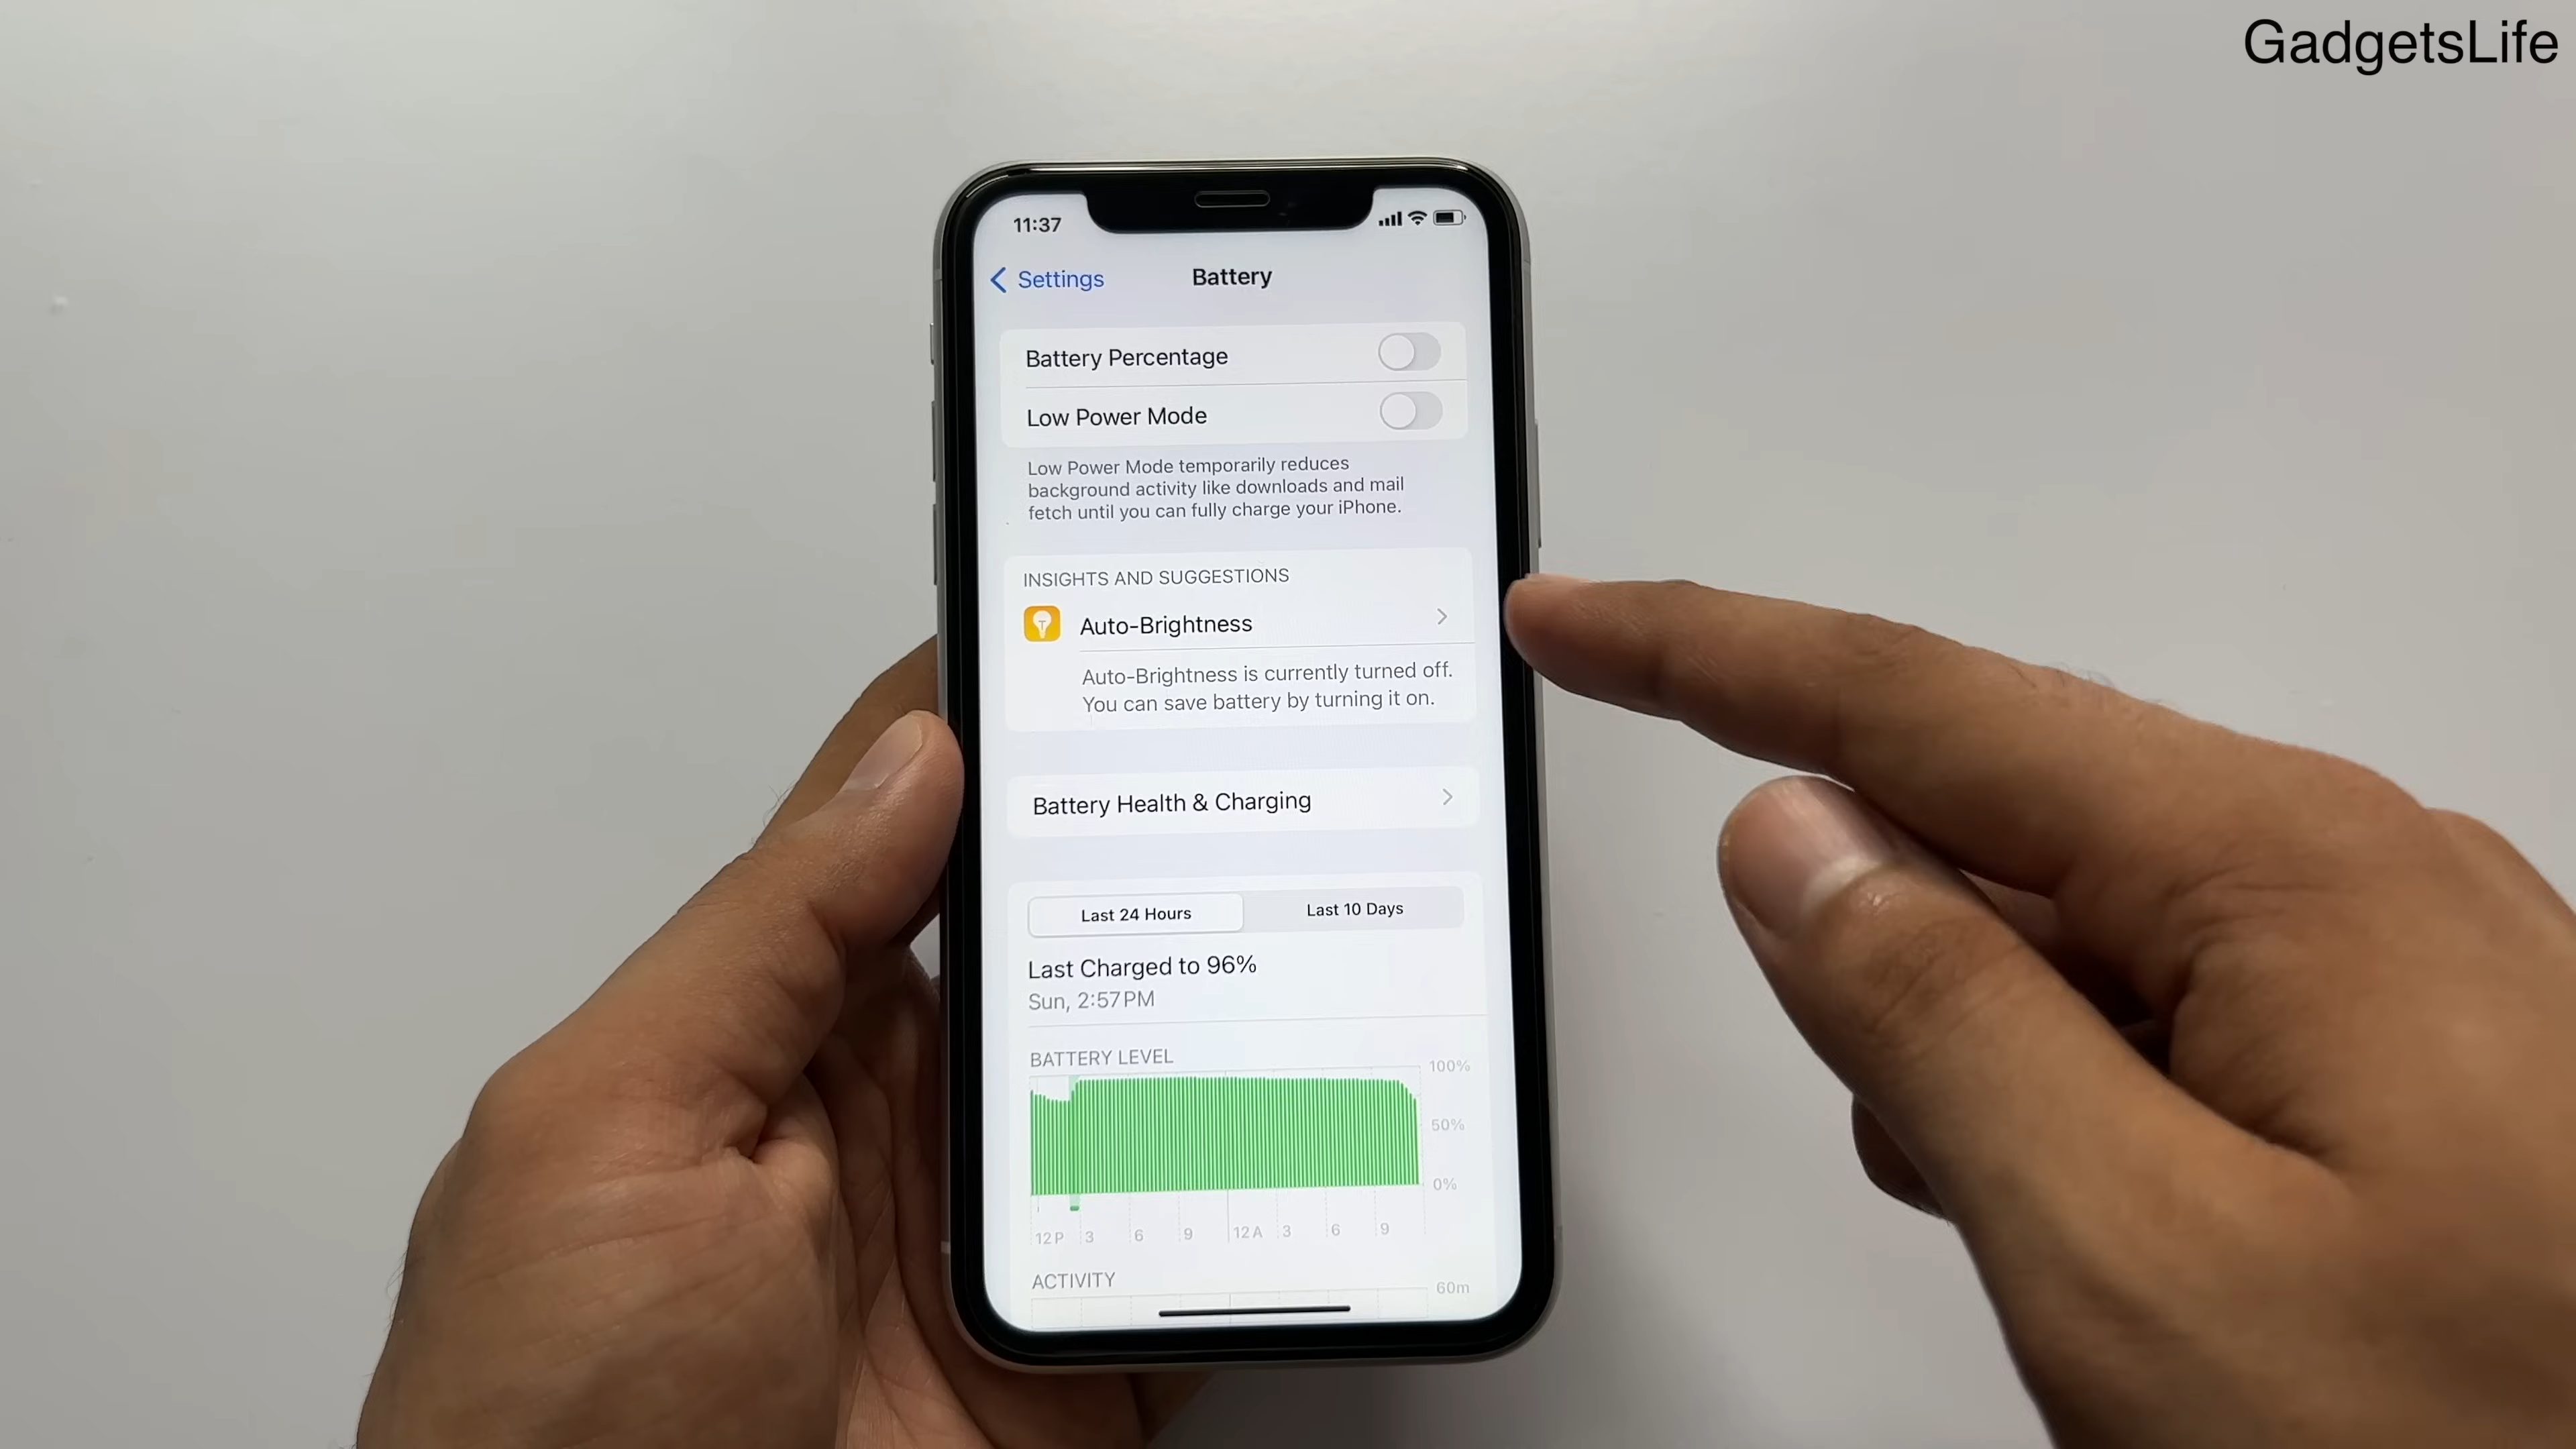 GadgetsLife
11:37
Settings
Battery
Battery Percentage
Low Power Mode
Low Power Mode temporarily reduces
background activity like downloads and mail
fetch until you can fully charge your iPhone.
INSIGHTS AND SUGGESTIONS
Auto-Brightness
Auto-Brightness is currently turned off.
You can save battery by turning it on.
Battery Health & Charging
Last 24 Hours
Last 10 Days
Last Charged to 96%
Sun, 2:57 PM
BATTERY LEVEL
100%
50%
0%
12 P 3 6 9 12 A 3 6 9
ACTIVITY
60m